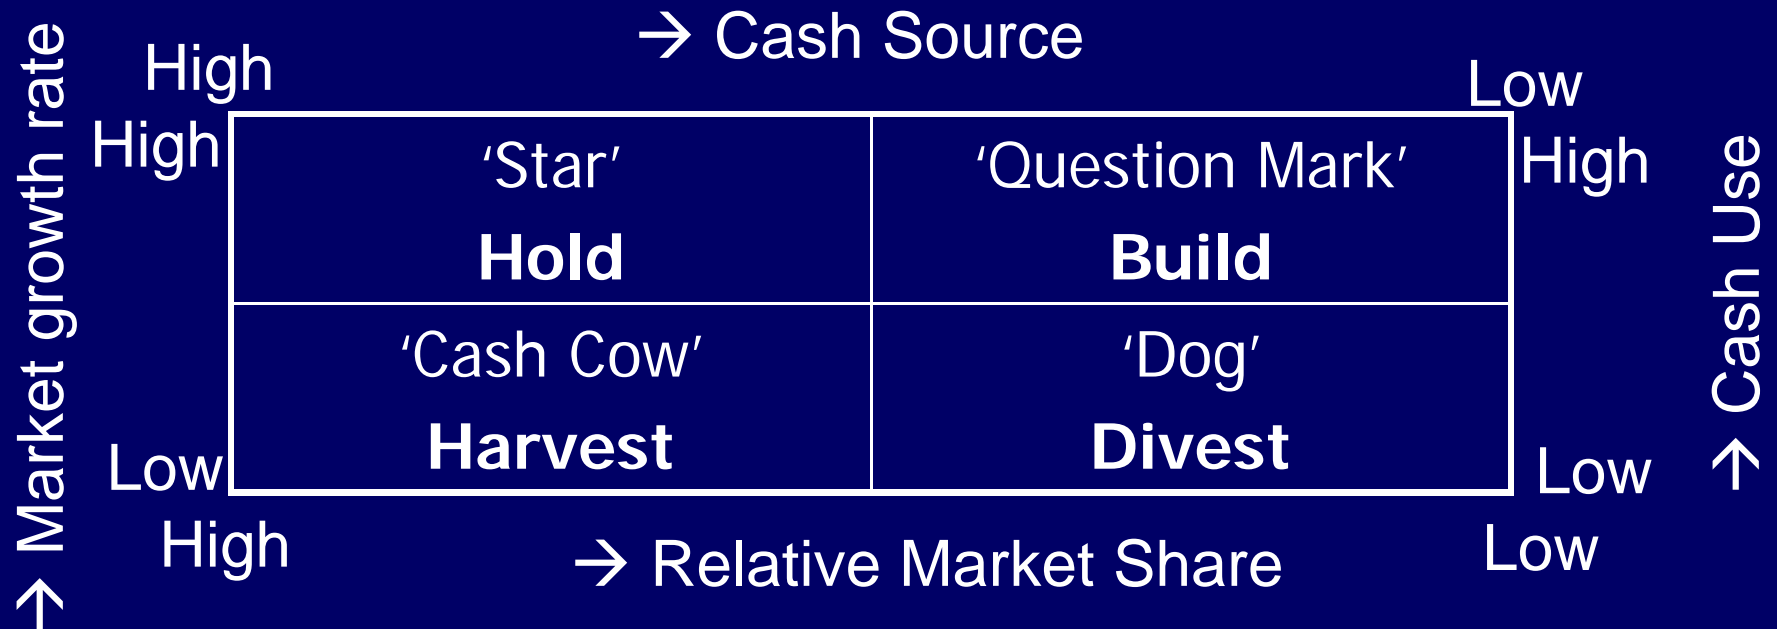 → Cash Source
High
Low
High
‘Star’
‘Question Mark’
High
Hold
Build
→ Market growth rate
→ Cash Use
‘Cash Cow’
‘Dog’
Harvest
Divest
Low
Low
High
→ Relative Market Share
Low